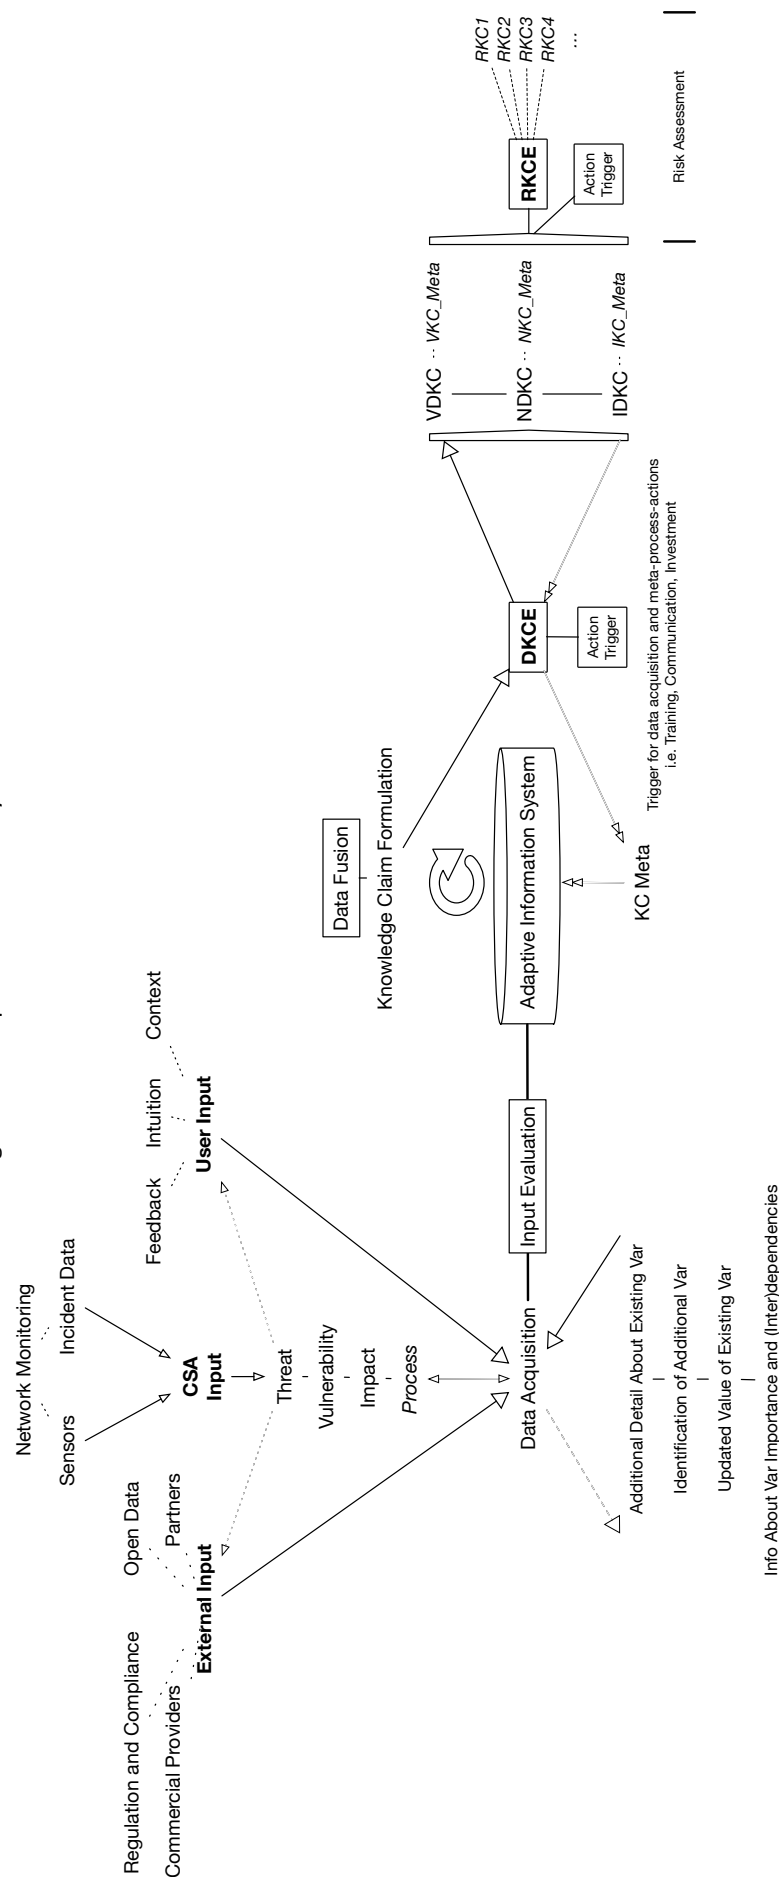 Network Monitoring
Sensors
Incident Data
CSA
Input
Regulation and Compliance
Commercial Providers
Open Data
Partners
External Input
Feedback
Intuition
Context
User Input
Threat
Vulnerability
Impact
Process
Data Acquisition
Input Evaluation
Additional Detail About Existing Var
Identification of Additional Var
Updated Value of Existing Var
Info About Var Importance and (Inter)dependencies
Data Fusion
Knowledge Claim Formulation
Adaptive Information System
KC Meta
DKCE
Action
Trigger
Trigger for data acquisition and meta-process-actions
i.e. Training, Communication, Investment
VDKC ·· VKC_Meta
NDKC ·· NKC_Meta
IDKC ·· IKC_Meta
RKCE
Action
Trigger
RKC1
RKC2
RKC3
RKC4
...
Risk Assessment